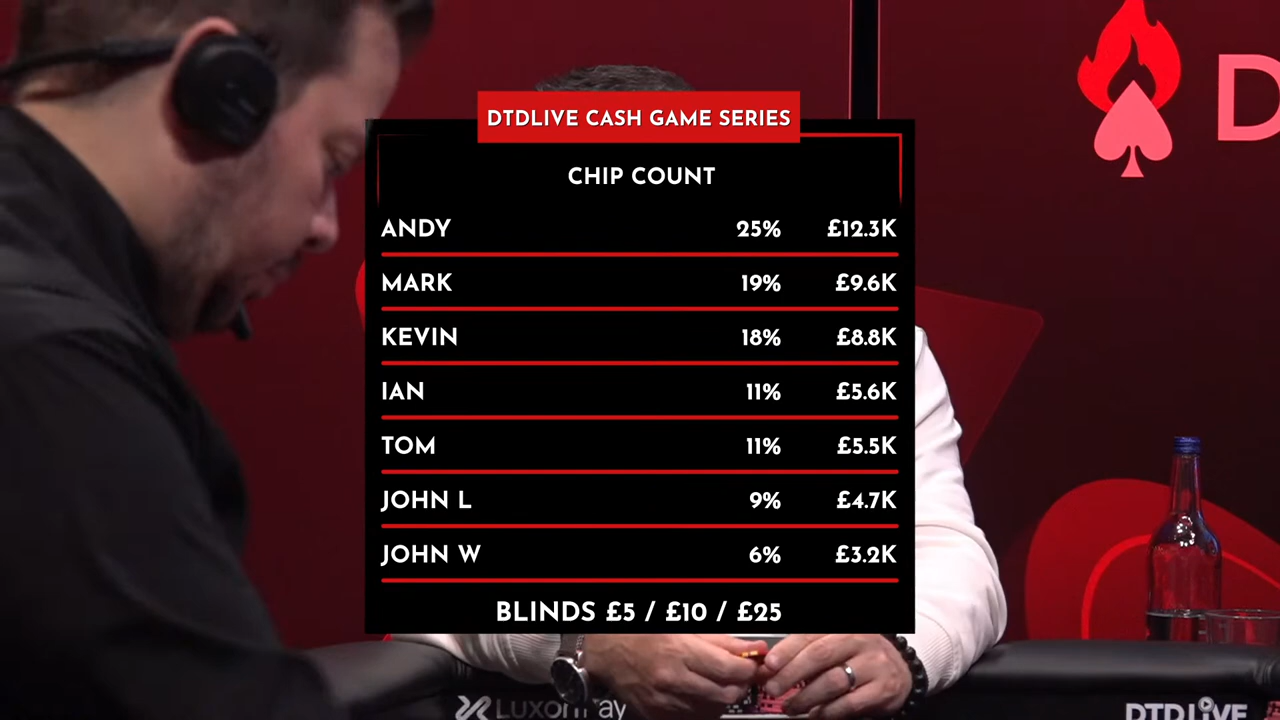 DTDLIVE CASH GAME SERIES
CHIP COUNT
ANDY 25% £12.3K
MARK 19% £9.6K
KEVIN 18% £8.8K
IAN 11% £5.6K
TOM 11% £5.5K
JOHN L 9% £4.7K
JOHN W 6% £3.2K
BLINDS £5 / £10 / £25
D
LuxonPay
DTDLIVE